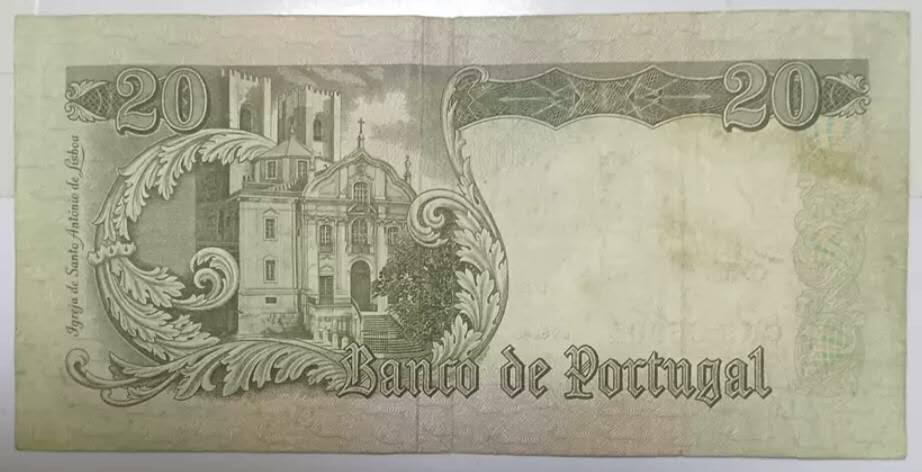 20
20
Igreja de Santo António de Lisboa
Banco de Portugal